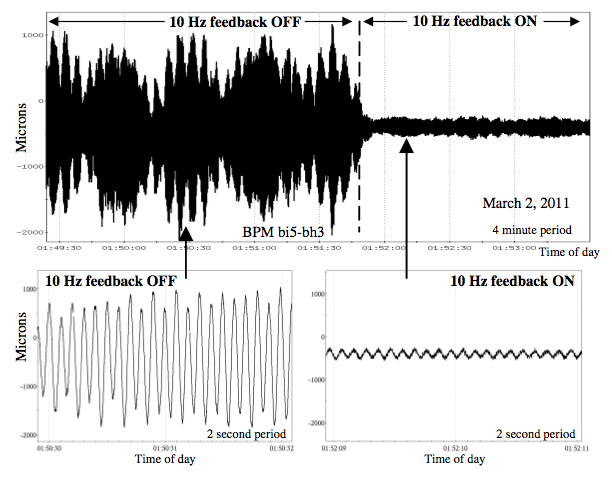 10 Hz feedback OFF
10 Hz feedback ON
1000
0
-1000
-2000
Microns
March 2, 2011
BPM bi5-bh3
4 minute period
01:49:30
01:50:00
01:50:30
01:51:00
01:51:30
01:52:00
01:52:30
01:53:00
Time of day
10 Hz feedback OFF
1000
0
-1000
-2000
Microns
2 second period
01:50:30
01:50:31
01:50:32
Time of day
10 Hz feedback ON
1000
0
-1000
-2000
2 second period
01:52:09
01:52:10
01:52:11
Time of day